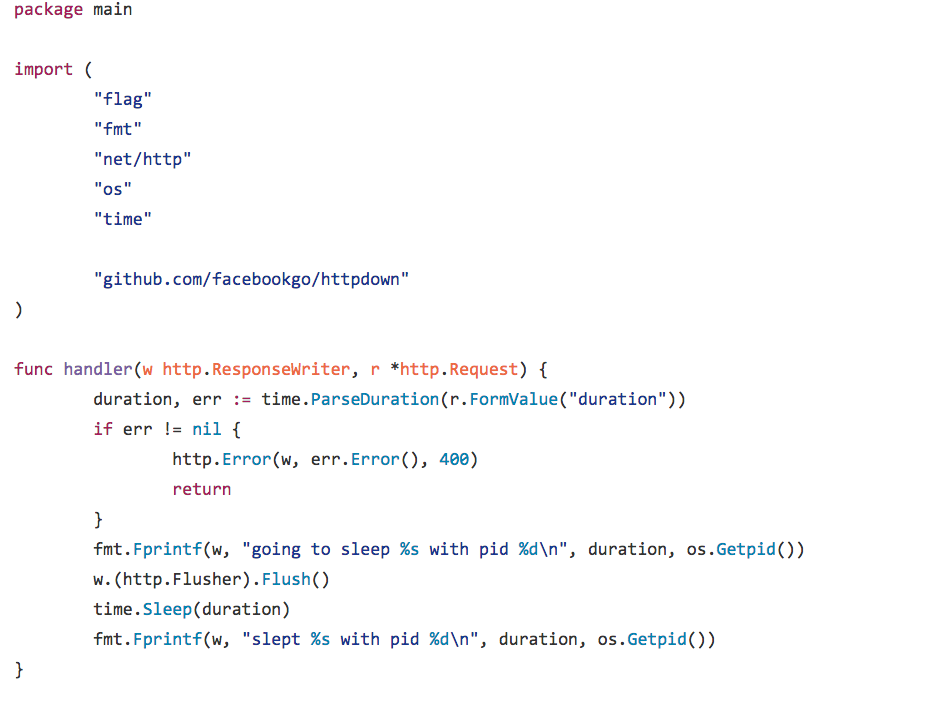 package main
import (
"flag"
"fmt"
"net/http"
"os"
"time"
"github.com/facebookgo/httpdown"
)
func handler(w http.ResponseWriter, r *http.Request) {
duration, err := time.ParseDuration(r.FormValue("duration"))
if err != nil {
http.Error(w, err.Error(), 400)
return
}
fmt.Fprintf(w, "going to sleep %s with pid %d\n", duration, os.Getpid())
w.(http.Flusher).Flush()
time.Sleep(duration)
fmt.Fprintf(w, "slept %s with pid %d\n", duration, os.Getpid())
}